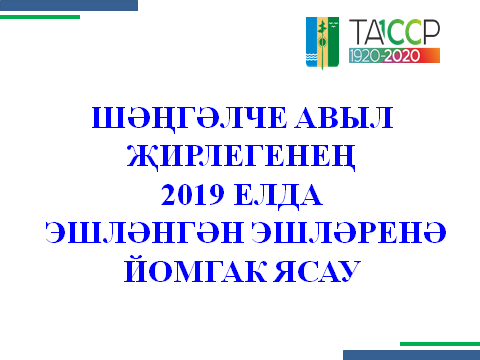 ТАССР
1920-2020
ШӘҢГӘЛЧЕ АВЫЛ
ҖИРЛЕГЕНЕҢ
2019 ЕЛДА
ЭШЛӘНГӘН ЭШЛӘРЕНӘ
ЙОМГАК ЯСАУ